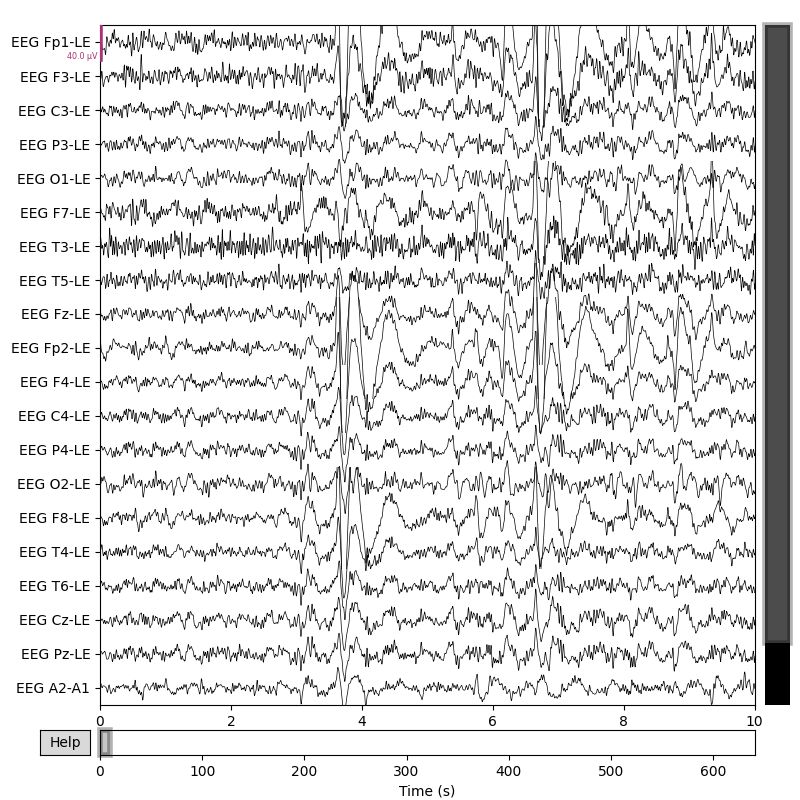 EEG Fp1-LE
40.0 µV
EEG F3-LE
EEG C3-LE
EEG P3-LE
EEG O1-LE
EEG F7-LE
EEG T3-LE
EEG T5-LE
EEG Fz-LE
EEG Fp2-LE
EEG F4-LE
EEG C4-LE
EEG P4-LE
EEG O2-LE
EEG F8-LE
EEG T4-LE
EEG T6-LE
EEG Cz-LE
EEG Pz-LE
EEG A2-A1
0 2 4 6 8 10
Help
0 100 200 300 400 500 600
Time (s)